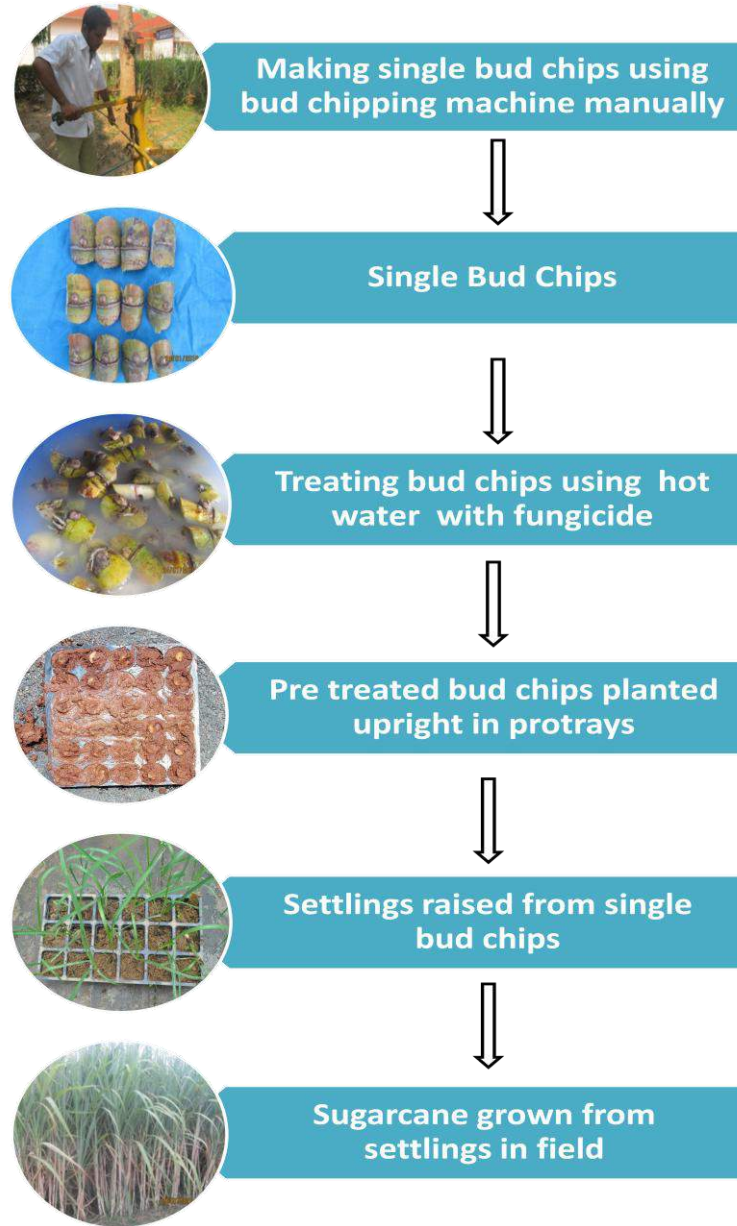 Making single bud chips using
bud chipping machine manually
Single Bud Chips
Treating bud chips using hot
water with fungicide
Pre treated bud chips planted
upright in protrays
Settlings raised from single
bud chips
Sugarcane grown from
settlings in field